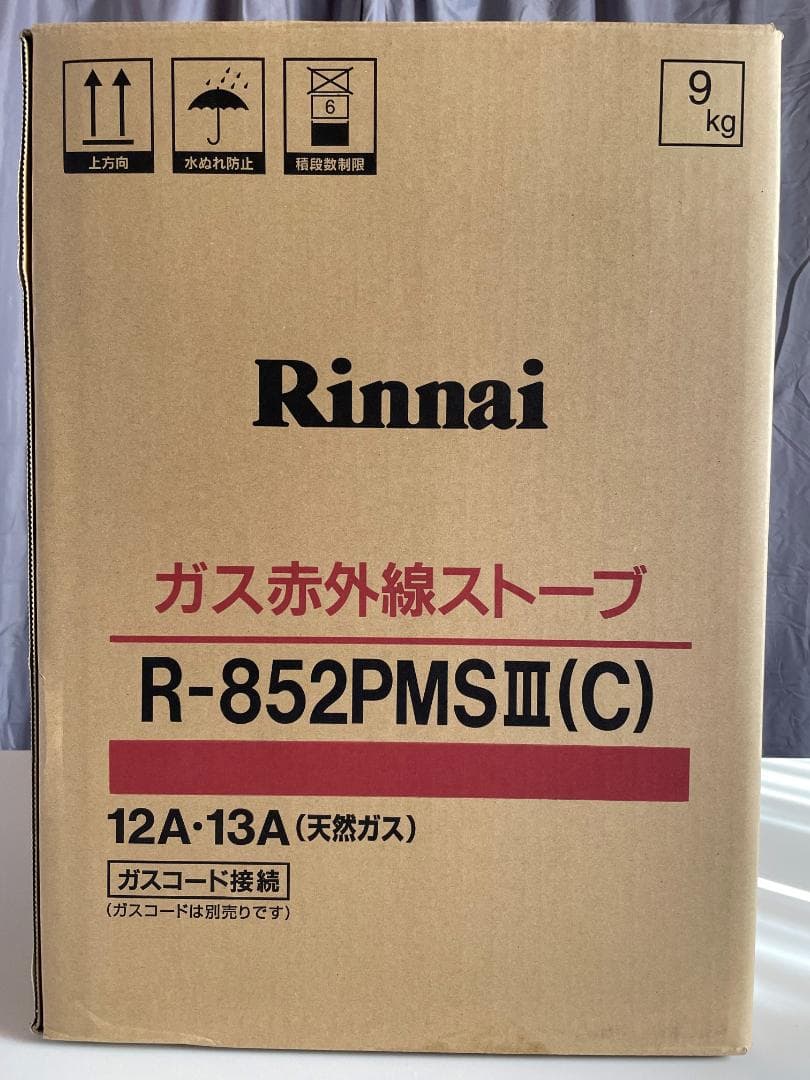 6
上方向
水ぬれ防止
積段数制限
9
kg
Rinnai
ガス赤外線ストーブ
R-852PMSⅢ(C)
12A・13A(天然ガス)
ガスコード接続
(ガスコードは別売りです)